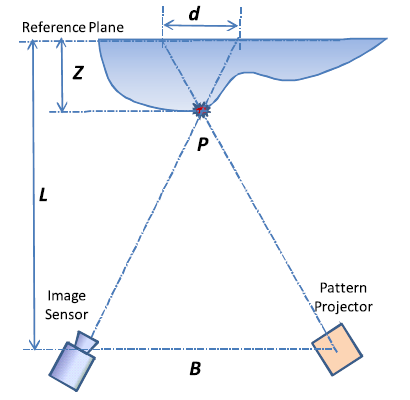 d
Reference Plane
Z
P
L
Image
Sensor
Pattern
Projector
B